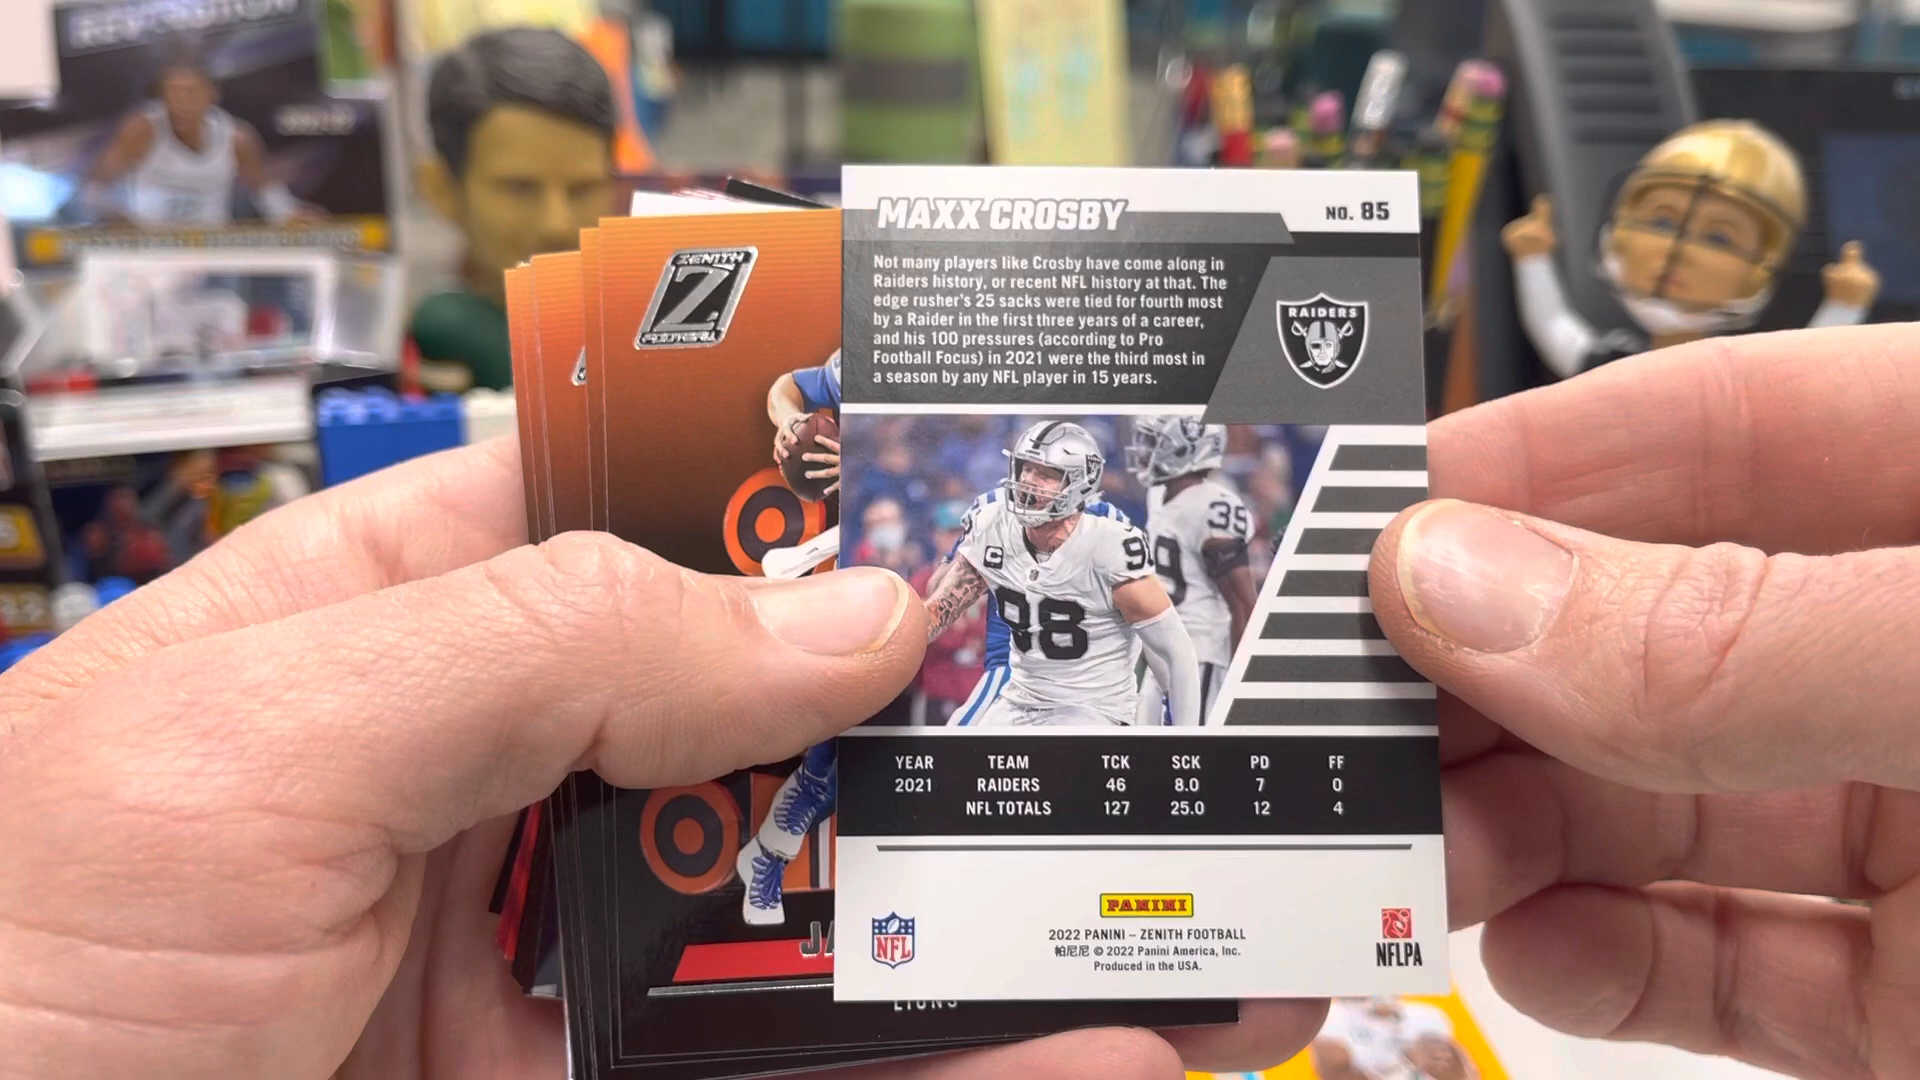 MAXX CROSBY
NO. 85
Not many players like Crosby have come along in
Raiders history, or recent NFL history at that. The
edge rusher's 25 sacks were tied for fourth most
by a Raider in the first three years of a career,
and his 100 pressures (according to Pro
Football Focus) in 2021 were the third most in
a season by any NFL player in 15 years.
RAIDERS
ZENITH
Z
FOOTBALL
C
98
35
YEAR TEAM TCK SCK PD FF
2021 RAIDERS 46 8.0 7 0
NFL TOTALS 127 25.0 12 4
PANINI
2022 PANINI – ZENITH FOOTBALL
帕尼尼 © 2022 Panini America, Inc.
Produced in the USA.
NFL
NFLPA
JA
LIONS